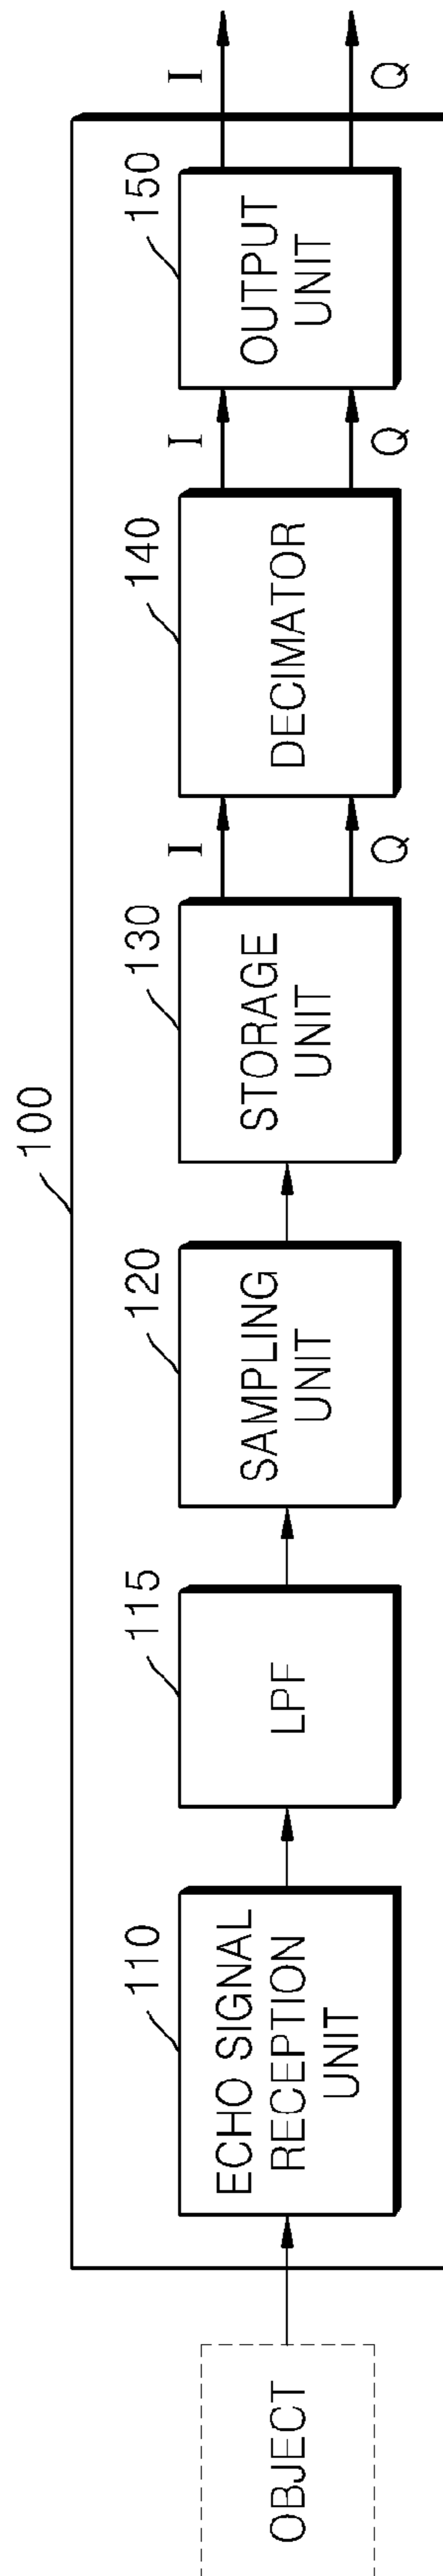 100
OBJECT
110
ECHO SIGNAL
RECEPTION
UNIT
115
LPF
120
SAMPLING
UNIT
130
STORAGE
UNIT
I
Q
140
DECIMATOR
I
Q
150
OUTPUT
UNIT
I
Q